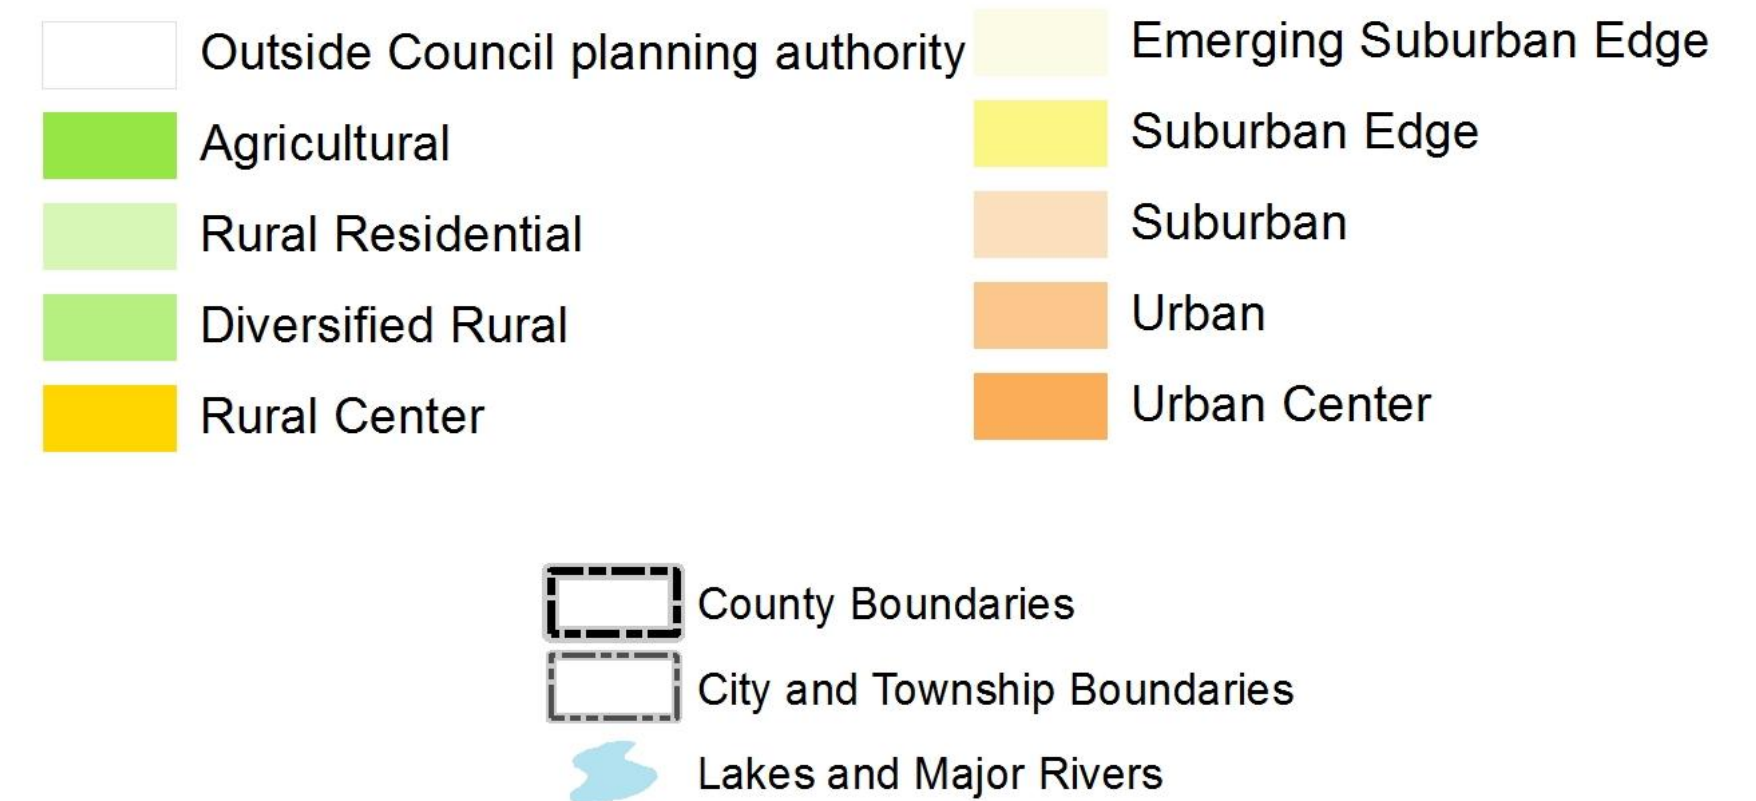 Outside Council planning authority
Agricultural
Rural Residential
Diversified Rural
Rural Center
Emerging Suburban Edge
Suburban Edge
Suburban
Urban
Urban Center
County Boundaries
City and Township Boundaries
Lakes and Major Rivers